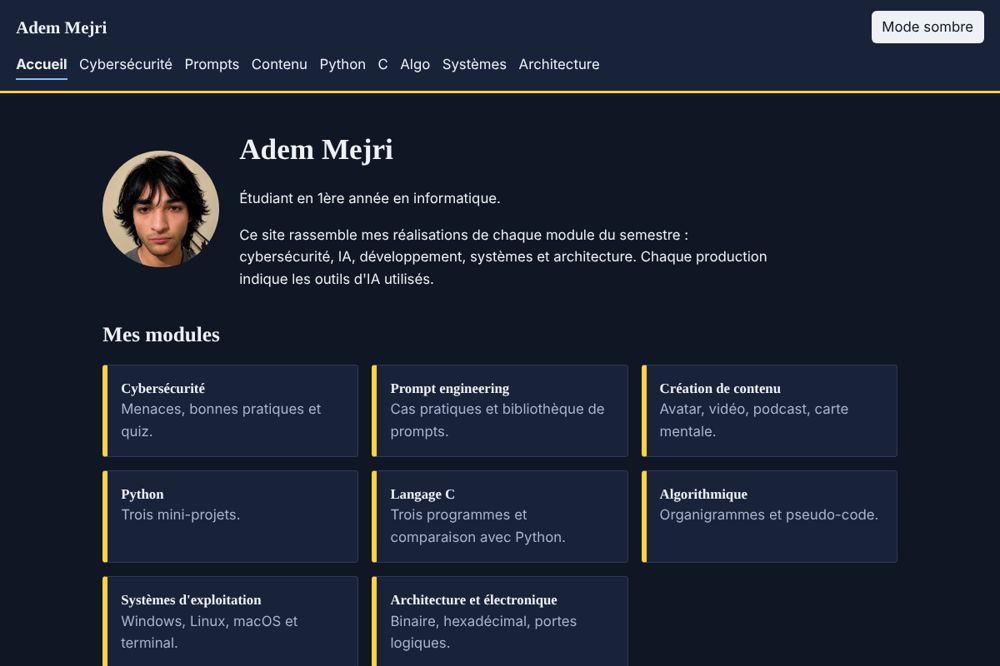 Adem Mejri
Mode sombre
Accueil Cybersécurité Prompts Contenu Python C Algo Systèmes Architecture
Adem Mejri
Étudiant en 1ère année en informatique.
Ce site rassemble mes réalisations de chaque module du semestre :
cybersécurité, IA, développement, systèmes et architecture. Chaque production
indique les outils d'IA utilisés.
Mes modules
Cybersécurité
Menaces, bonnes pratiques et
quiz.
Prompt engineering
Cas pratiques et bibliothèque de
prompts.
Création de contenu
Avatar, vidéo, podcast, carte
mentale.
Python
Trois mini-projets.
Langage C
Trois programmes et
comparaison avec Python.
Algorithmique
Organigrammes et pseudo-code.
Systèmes d'exploitation
Windows, Linux, macOS et
terminal.
Architecture et électronique
Binaire, hexadécimal, portes
logiques.